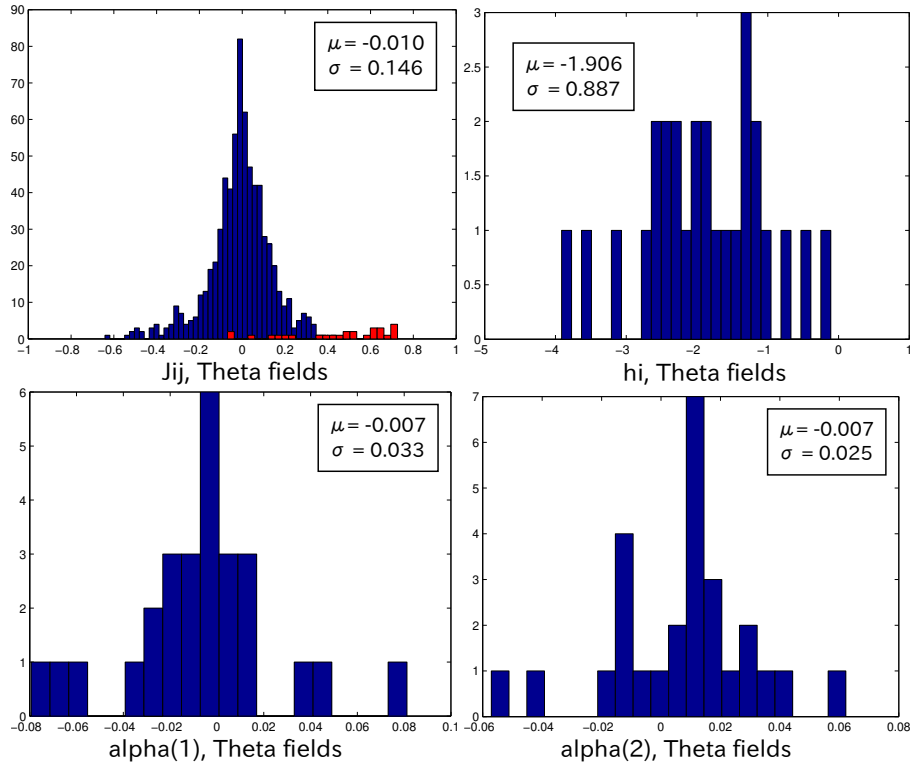 90
80
70
60
50
40
30
20
10
0
−1 −0.8 −0.6 −0.4 −0.2 0 0.2 0.4 0.6 0.8 1
μ = -0.010
σ = 0.146
Jij, Theta fields
3
2.5
2
1.5
1
0.5
0
−5 −4 −3 −2 −1 0 1
μ = -1.906
σ = 0.887
hi, Theta fields
6
5
4
3
2
1
0
−0.08 −0.06 −0.04 −0.02 0 0.02 0.04 0.06 0.08 0.1
μ = -0.007
σ = 0.033
alpha(1), Theta fields
7
6
5
4
3
2
1
0
−0.06 −0.04 −0.02 0 0.02 0.04 0.06 0.08
μ = -0.007
σ = 0.025
alpha(2), Theta fields